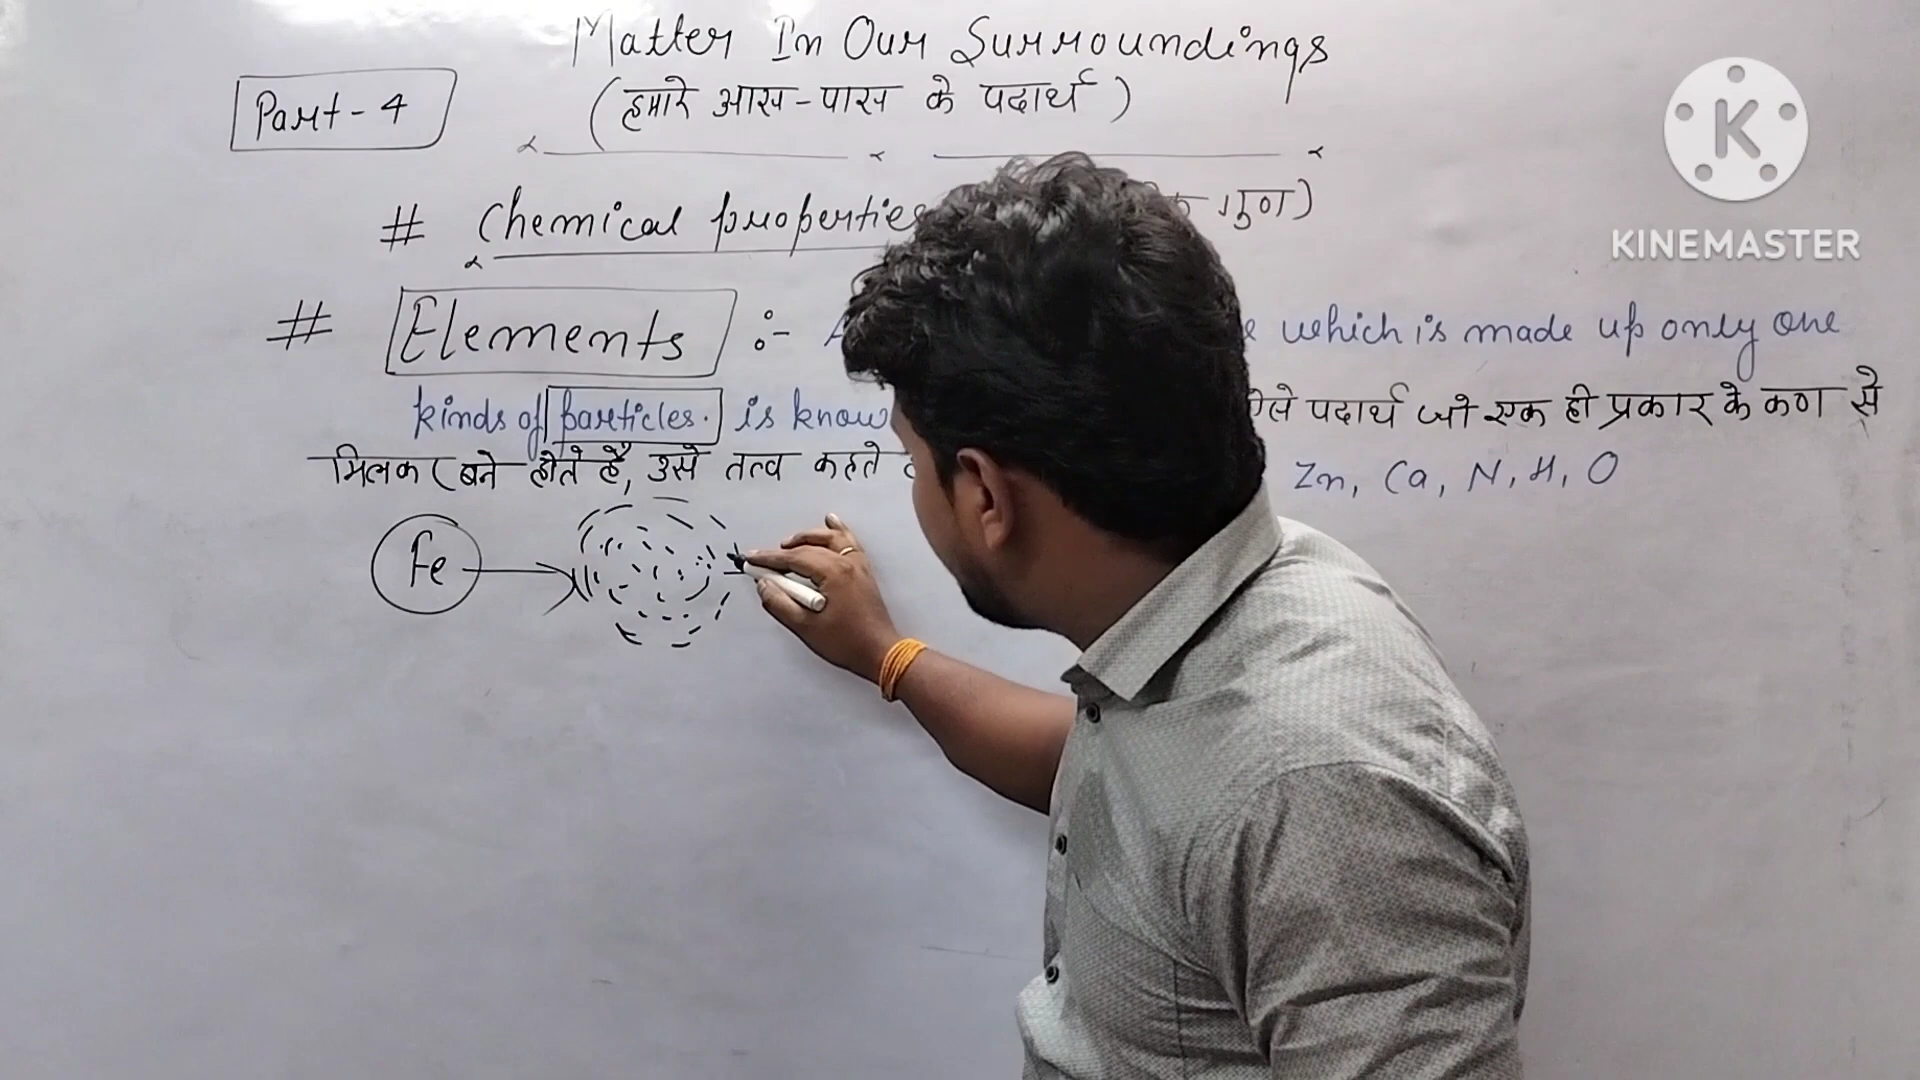 Matter In Our Surroundings
Part-4
(हमारे आस-पास के पदार्थ)
# Chemical properties गुण)
# Elements :- which is made up only one
kinds of particles. is know पदार्थ जो एक ही प्रकार के कण से
मिलकर बने होते है, उसे तत्व कहते Zn, Ca, N, H, O
Fe
K
KINEMASTER